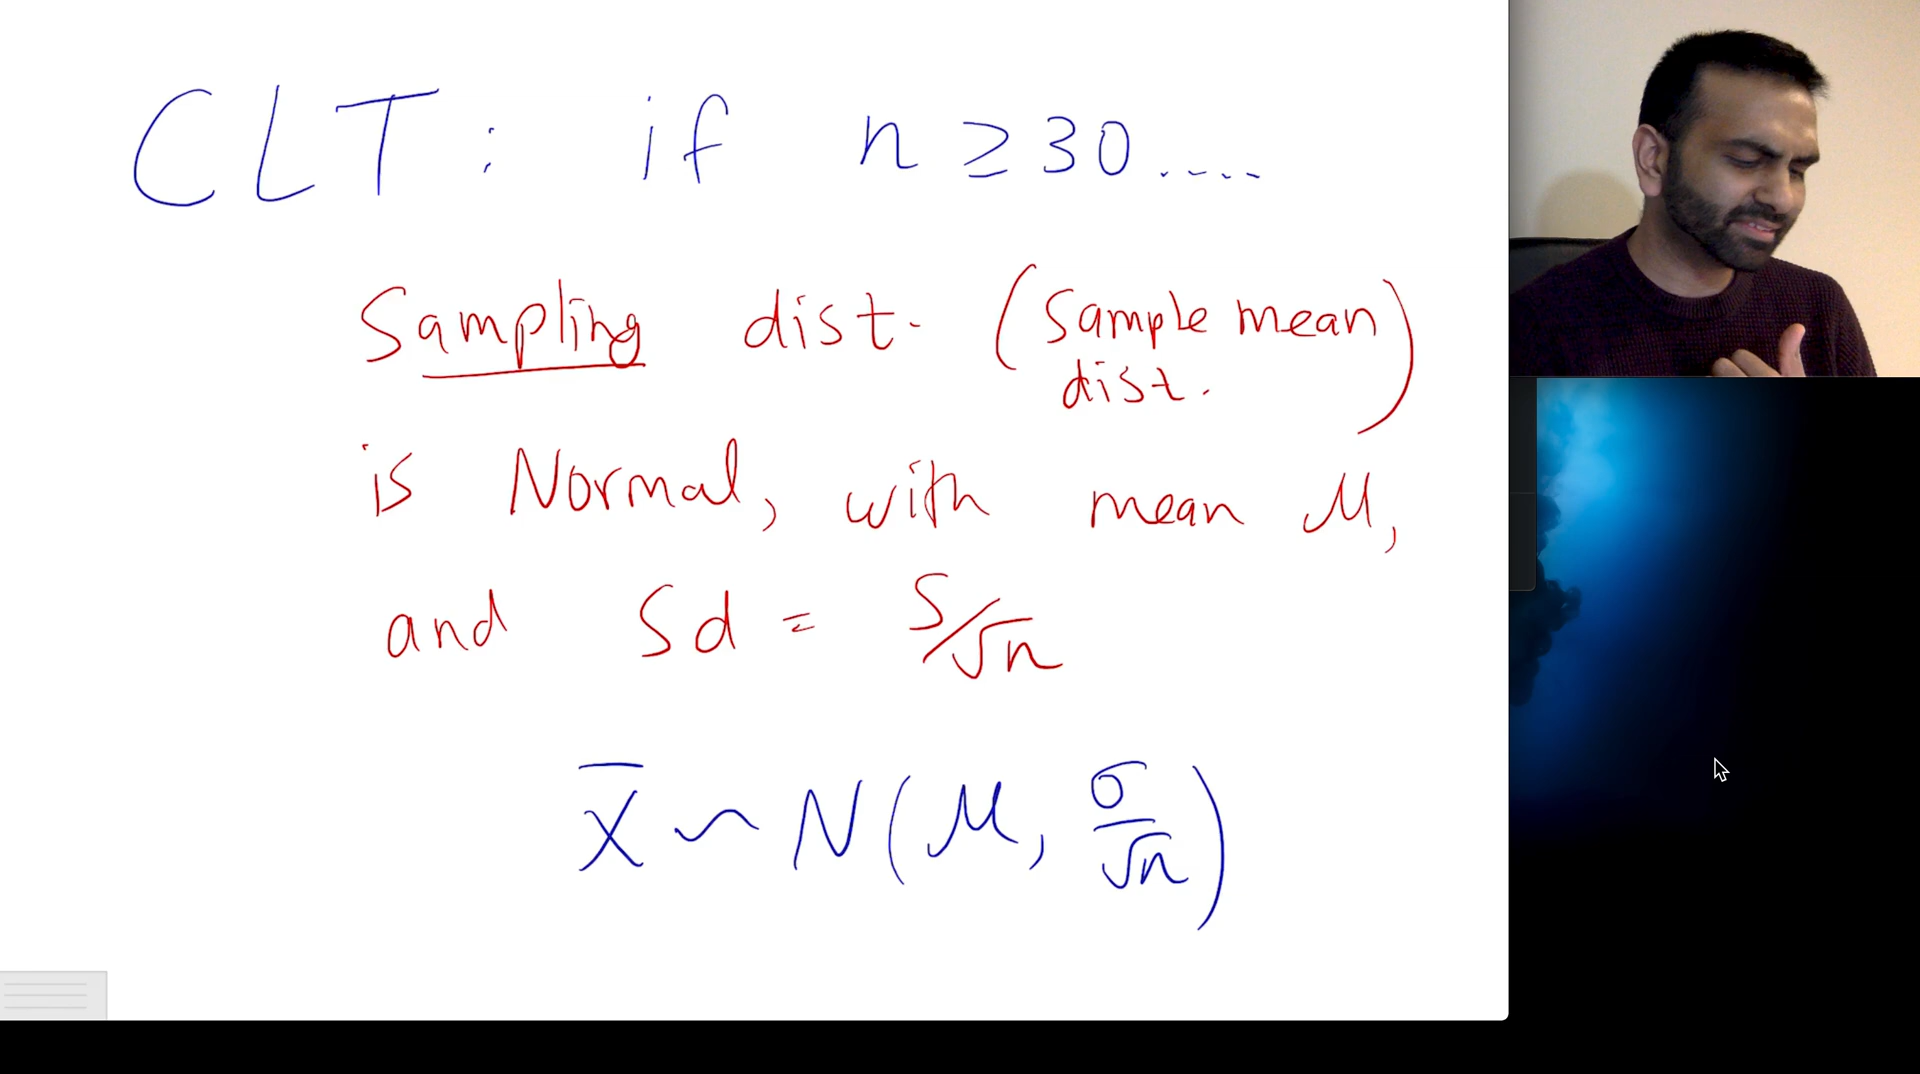 CLT: if n ≥ 30....
Sampling dist. (Sample mean
dist.)
is Normal, with mean μ,
and Sd = S/√n
X̄ ~ N(μ, σ/√n)